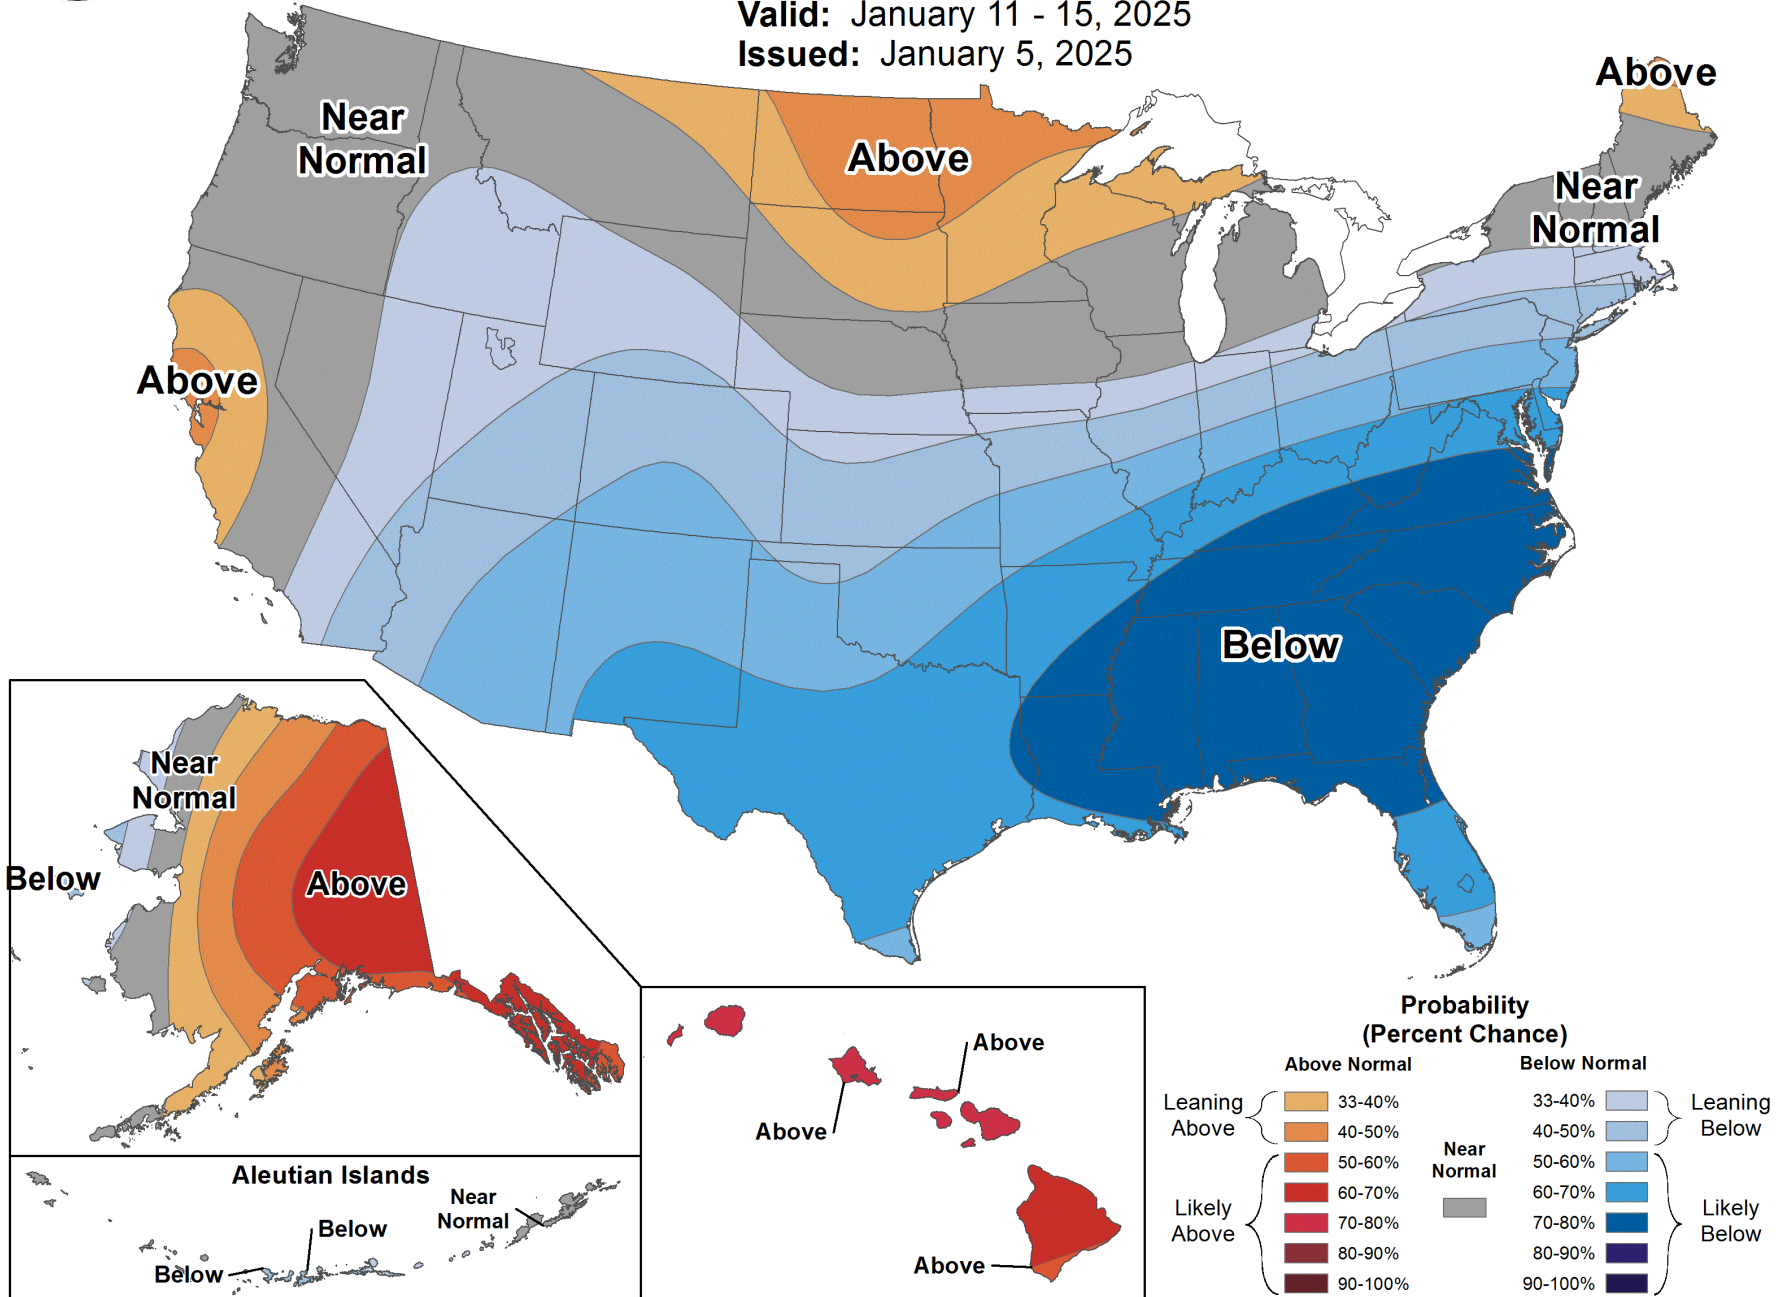 Valid: January 11 - 15, 2025
Issued: January 5, 2025
Above
Near
Normal
Above
Near
Normal
Above
Below
Near
Normal
Below
Above
Aleutian Islands
Near
Normal
Below
Below
Above
Above
Above
Probability
(Percent Chance)
Above Normal
Below Normal
Leaning
Above
33-40%
40-50%
Likely
Above
50-60%
60-70%
70-80%
80-90%
90-100%
Near
Normal
33-40%
40-50%
Leaning
Below
50-60%
60-70%
70-80%
80-90%
90-100%
Likely
Below